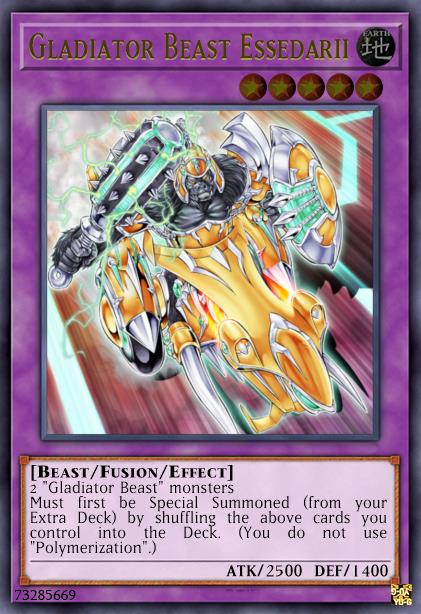 GLADIATOR BEAST ESSEDARII
EARTH
地
[BEAST/FUSION/EFFECT]
2 "Gladiator Beast" monsters
Must first be Special Summoned (from your
Extra Deck) by shuffling the above cards you
control into the Deck. (You do not use
"Polymerization".)
ATK/2500 DEF/1400
73285669